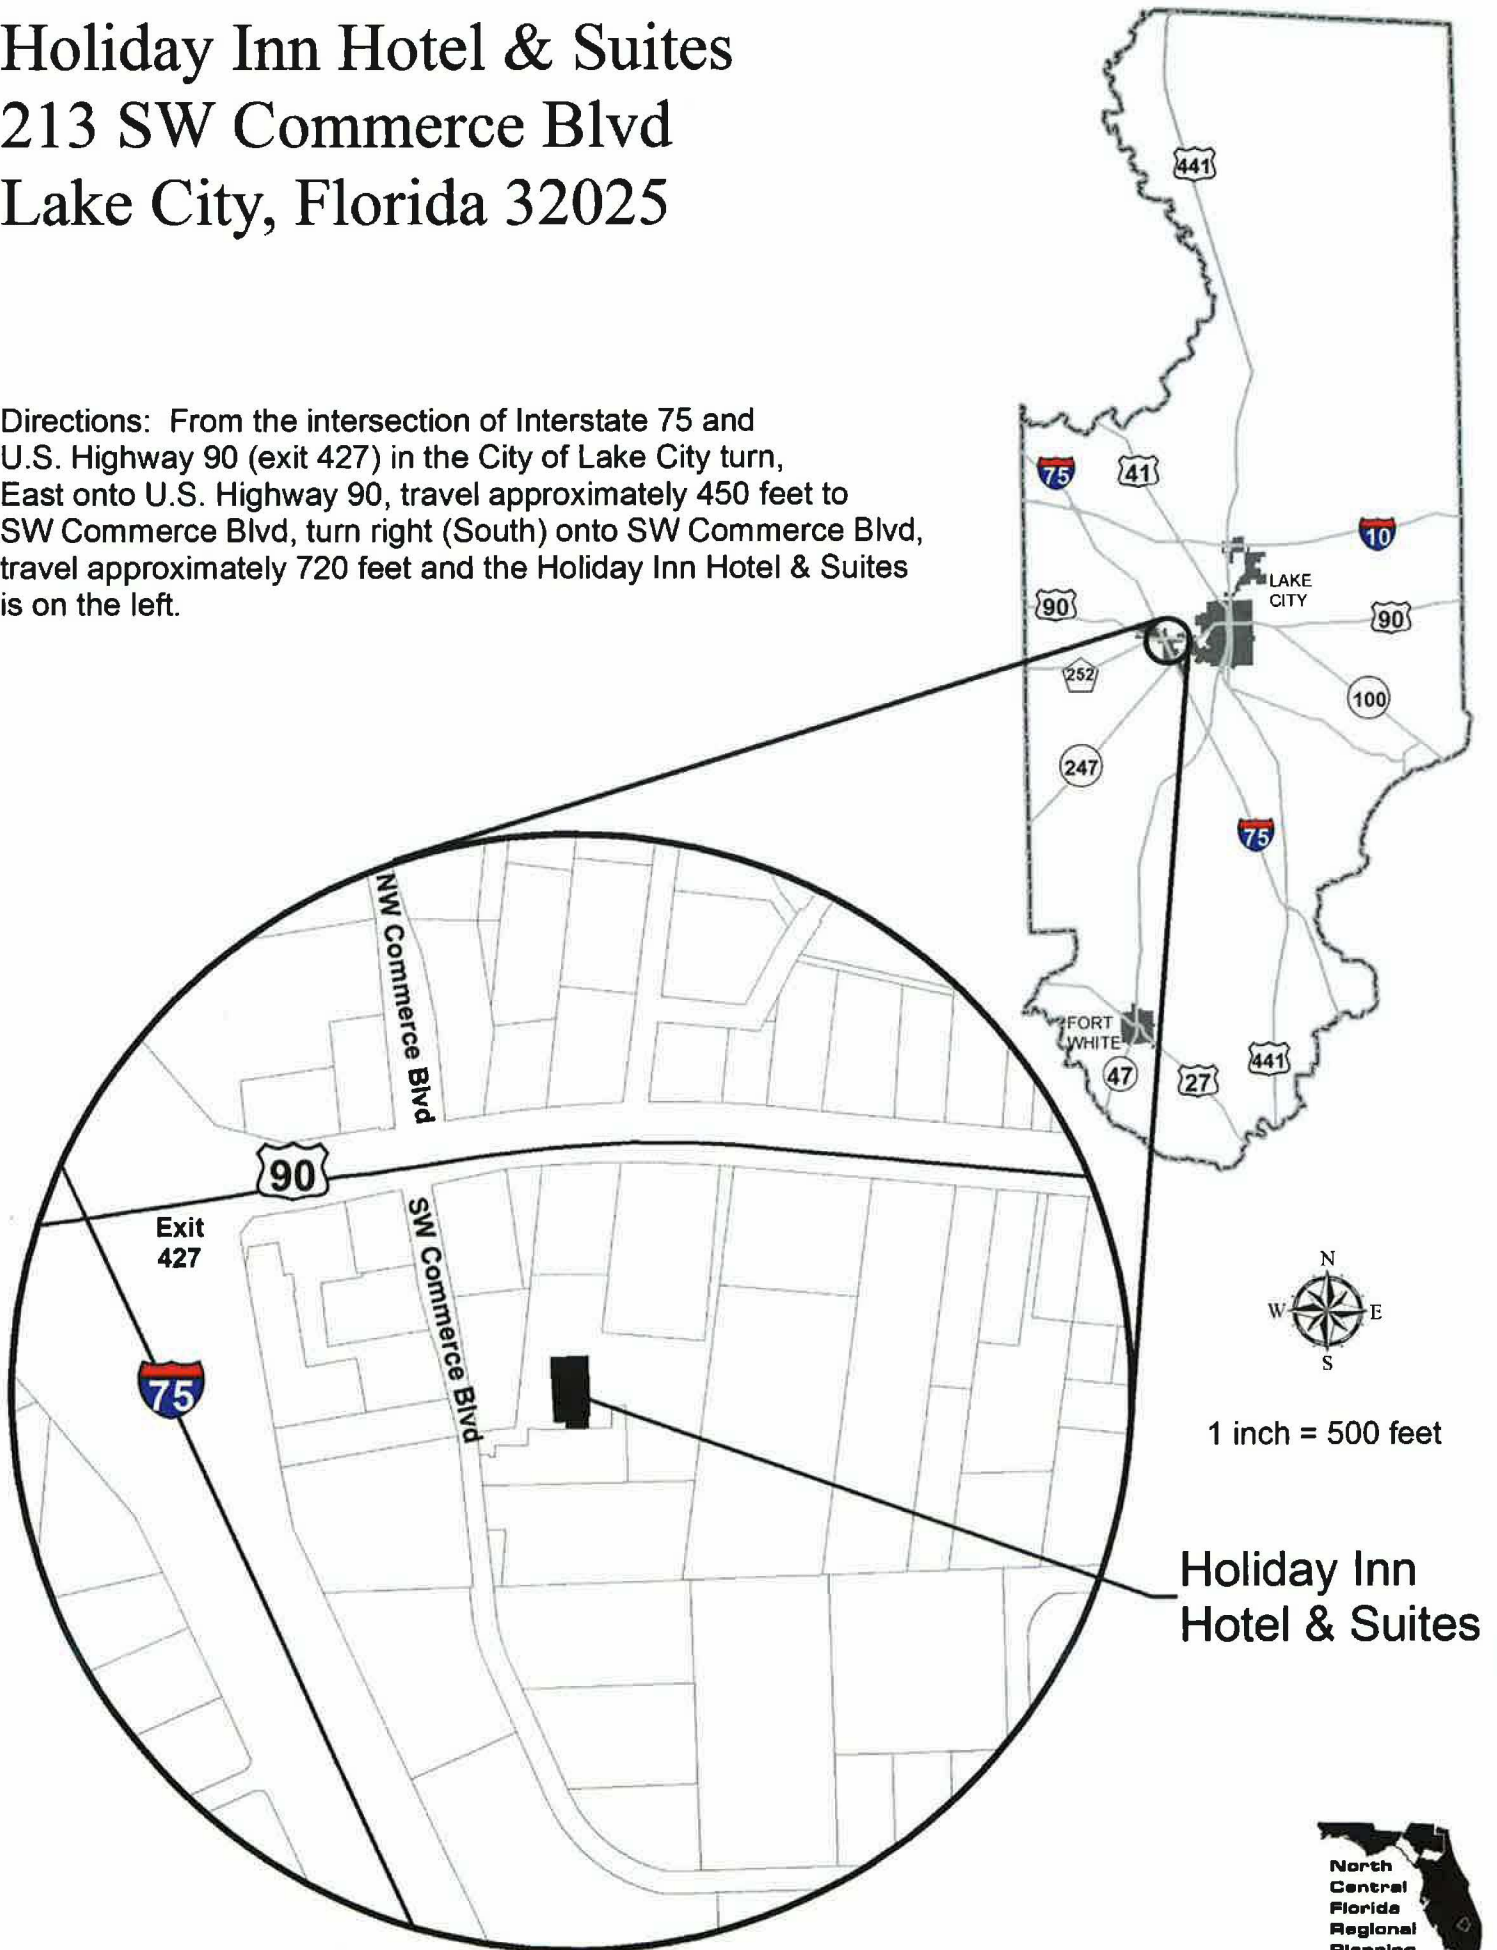 Holiday Inn Hotel & Suites
213 SW Commerce Blvd
Lake City, Florida 32025
Directions: From the intersection of Interstate 75 and
U.S. Highway 90 (exit 427) in the City of Lake City turn,
East onto U.S. Highway 90, travel approximately 450 feet to
SW Commerce Blvd, turn right (South) onto SW Commerce Blvd,
travel approximately 720 feet and the Holiday Inn Hotel & Suites
is on the left.
441
75
41
10
LAKE
CITY
90
90
252
100
247
75
FORT
WHITE
47
27
441
NW Commerce Blvd
90
Exit
427
SW Commerce Blvd
75
N
W
E
S
1 inch = 500 feet
Holiday Inn
Hotel & Suites
North
Central
Florida
Regional
Planning